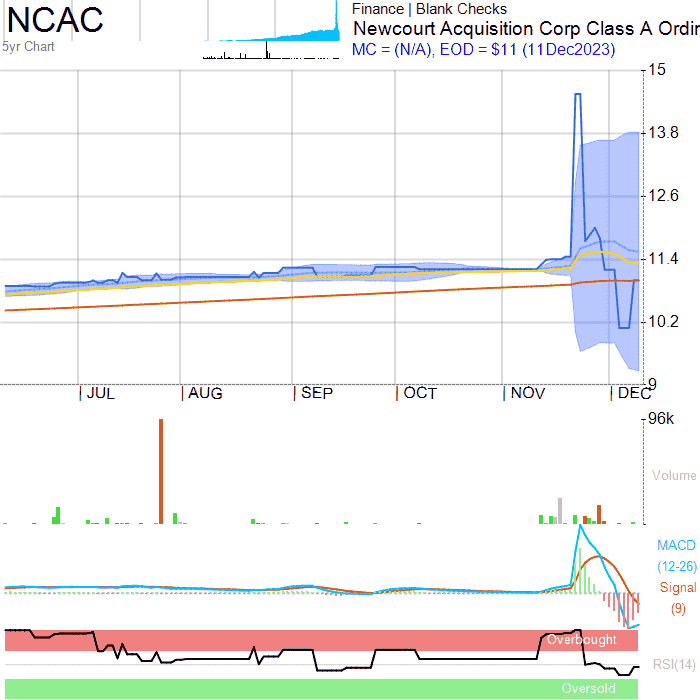 NCAC
5yr Chart
Finance | Blank Checks
Newcourt Acquisition Corp Class A Ordir
MC = (N/A), EOD = $11 (11Dec2023)
15
13.8
12.6
11.4
10.2
9
JUL AUG SEP OCT NOV DEC
96k
Volume
MACD
(12-26)
Signal
(9)
Overbought
RSI(14)
Oversold